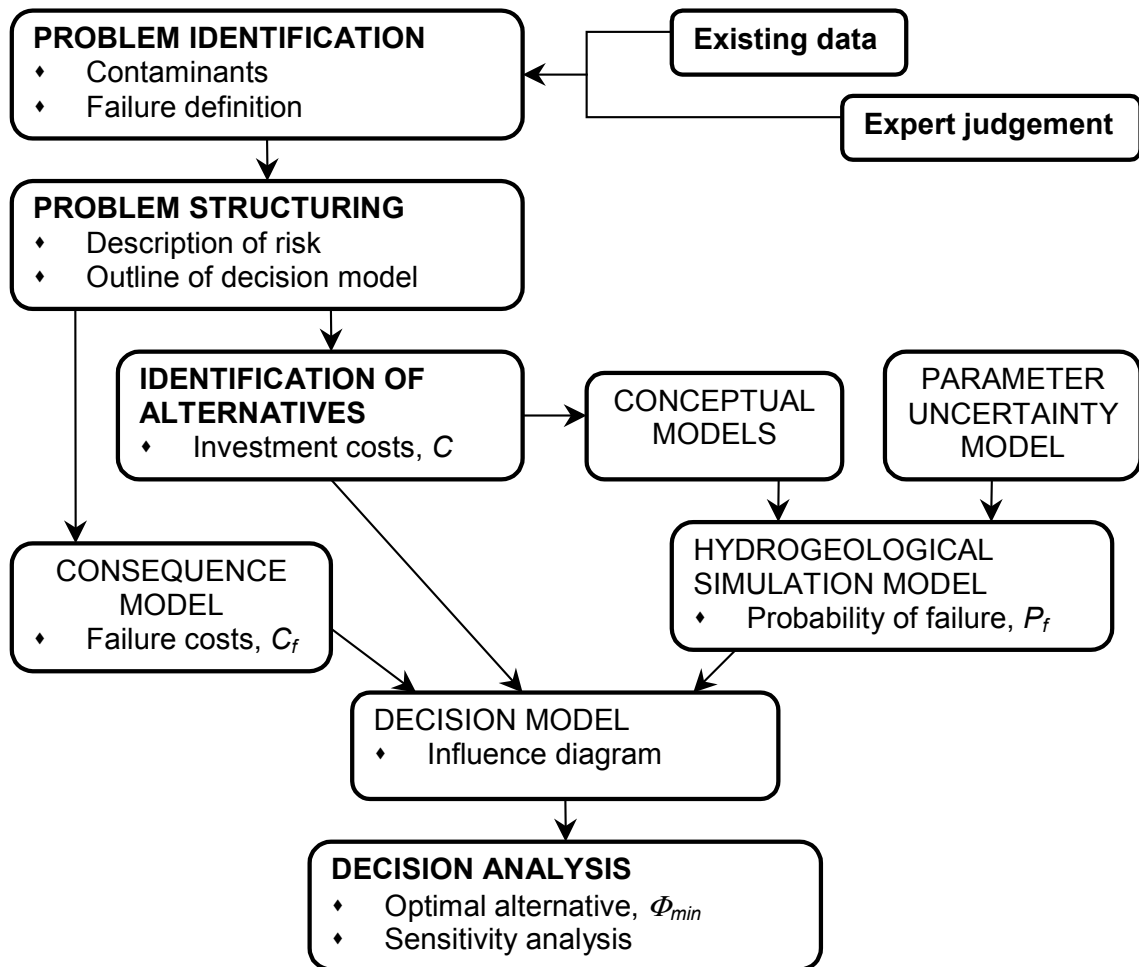 PROBLEM IDENTIFICATION
♦ Contaminants
♦ Failure definition
Existing data
Expert judgement
PROBLEM STRUCTURING
♦ Description of risk
♦ Outline of decision model
IDENTIFICATION OF
ALTERNATIVES
♦ Investment costs, C
CONCEPTUAL
MODELS
PARAMETER
UNCERTAINTY
MODEL
CONSEQUENCE
MODEL
♦ Failure costs, Cf
HYDROGEOLOGICAL
SIMULATION MODEL
♦ Probability of failure, Pf
DECISION MODEL
♦ Influence diagram
DECISION ANALYSIS
♦ Optimal alternative, Φmin
♦ Sensitivity analysis